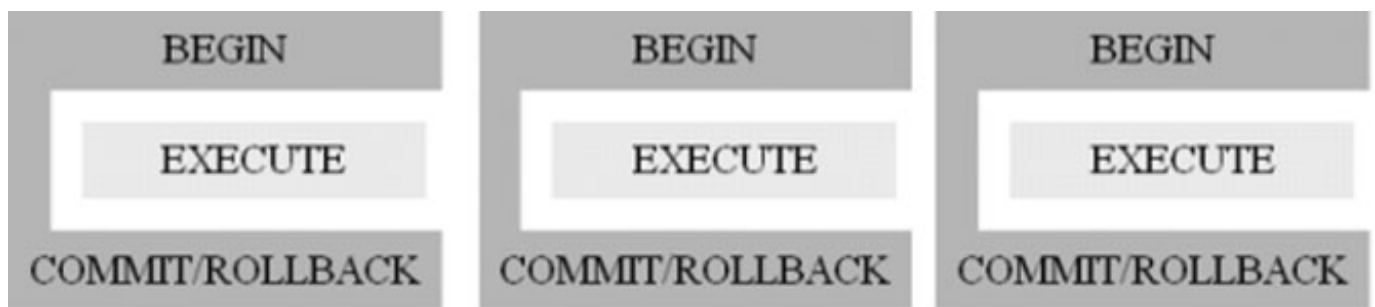 BEGIN BEGIN BEGIN
EXECUTE EXECUTE EXECUTE
COMMIT/ROLLBACK COMMIT/ROLLBACK COMMIT/ROLLBACK